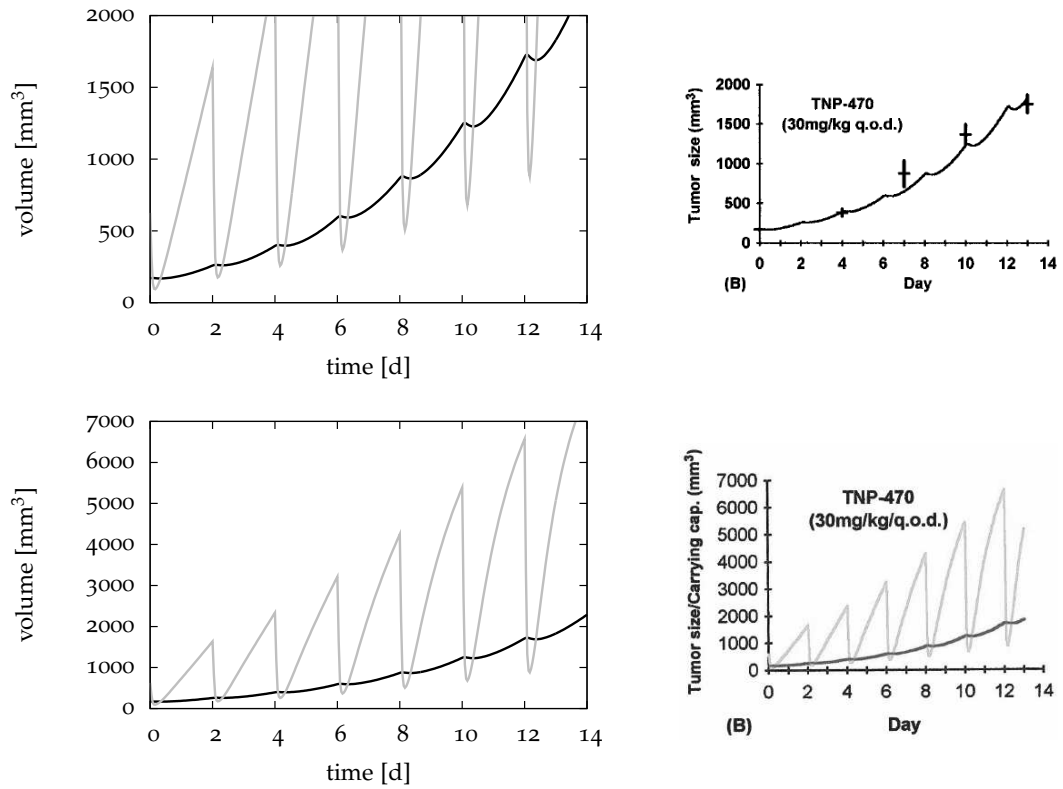 2000
1500
1000
500
0
volume [mm³]
0 2 4 6 8 10 12 14
time [d]
TNP-470
(30mg/kg q.o.d.)
Tumor size (mm³)
2000
1500
1000
500
0
0 2 4 6 8 10 12 14
(B) Day
7000
6000
5000
4000
3000
2000
1000
0
volume [mm³]
0 2 4 6 8 10 12 14
time [d]
TNP-470
(30mg/kg/q.o.d.)
Tumor size/Carrying cap. (mm³)
7000
6000
5000
4000
3000
2000
1000
0
0 2 4 6 8 10 12 14
(B) Day